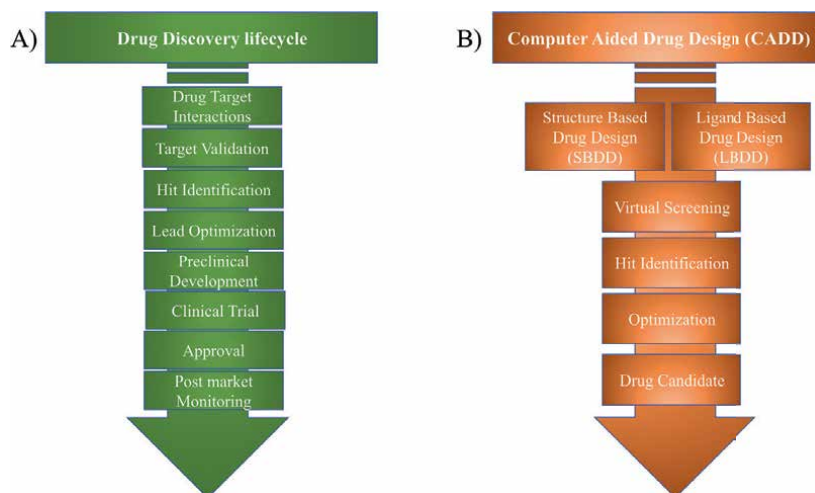 A)
Drug Discovery lifecycle
Drug Target
Interactions
Target Validation
Hit Identification
Lead Optimization
Preclinical
Development
Clinical Trial
Approval
Post market
Monitoring
B)
Computer Aided Drug Design (CADD)
Structure Based
Drug Design
(SBDD)
Ligand Based
Drug Design
(LBDD)
Virtual Screening
Hit Identification
Optimization
Drug Candidate